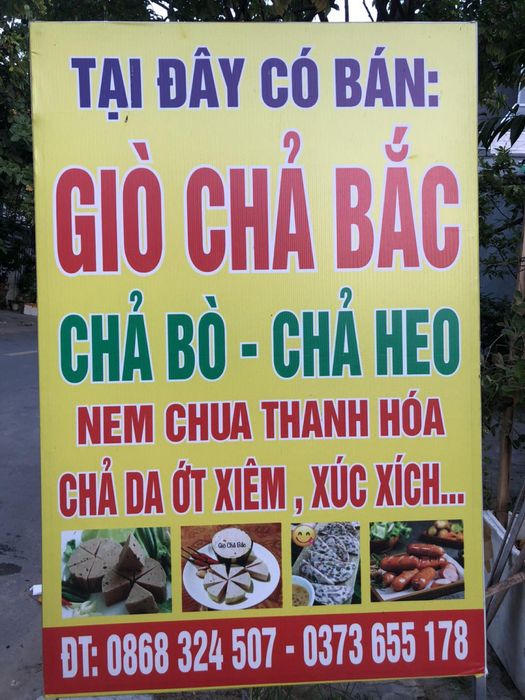 TẠI ĐÂY CÓ BÁN:
GIÒ CHẢ BẮC
CHẢ BÒ - CHẢ HEO
NEM CHUA THANH HÓA
CHẢ DA ỚT XIÊM , XÚC XÍCH...
Giò Chả Bắc
ĐT: 0868 324 507 - 0373 655 178